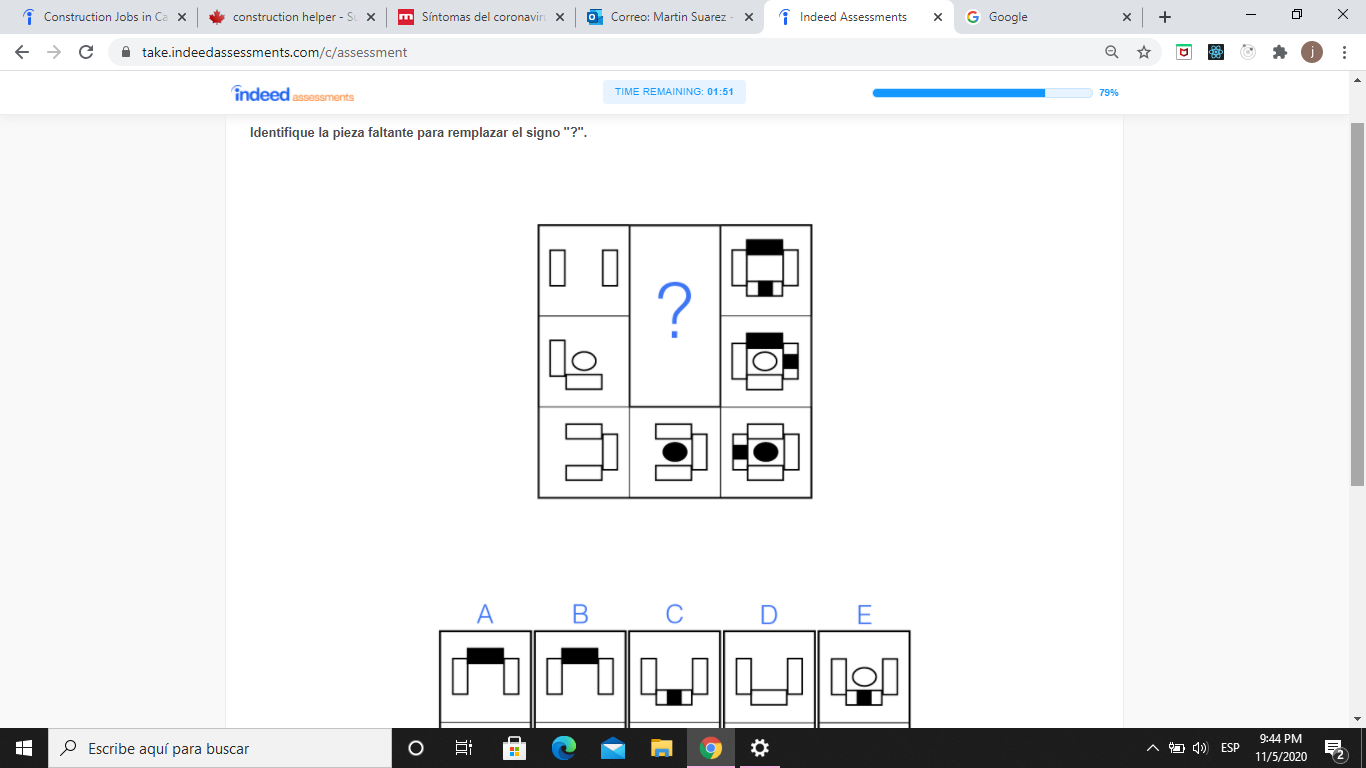 Construction Jobs in Ca
construction helper - Su
Síntomas del coronaviru
Correo: Martin Suarez -
Indeed Assessments
Google
take.indeedassessments.com/c/assessment
j
indeed assessments
TIME REMAINING: 01:51
79%
Identifique la pieza faltante para remplazar el signo "?".
?
A B C D E
Escribe aquí para buscar
ESP
9:44 PM
11/5/2020
2